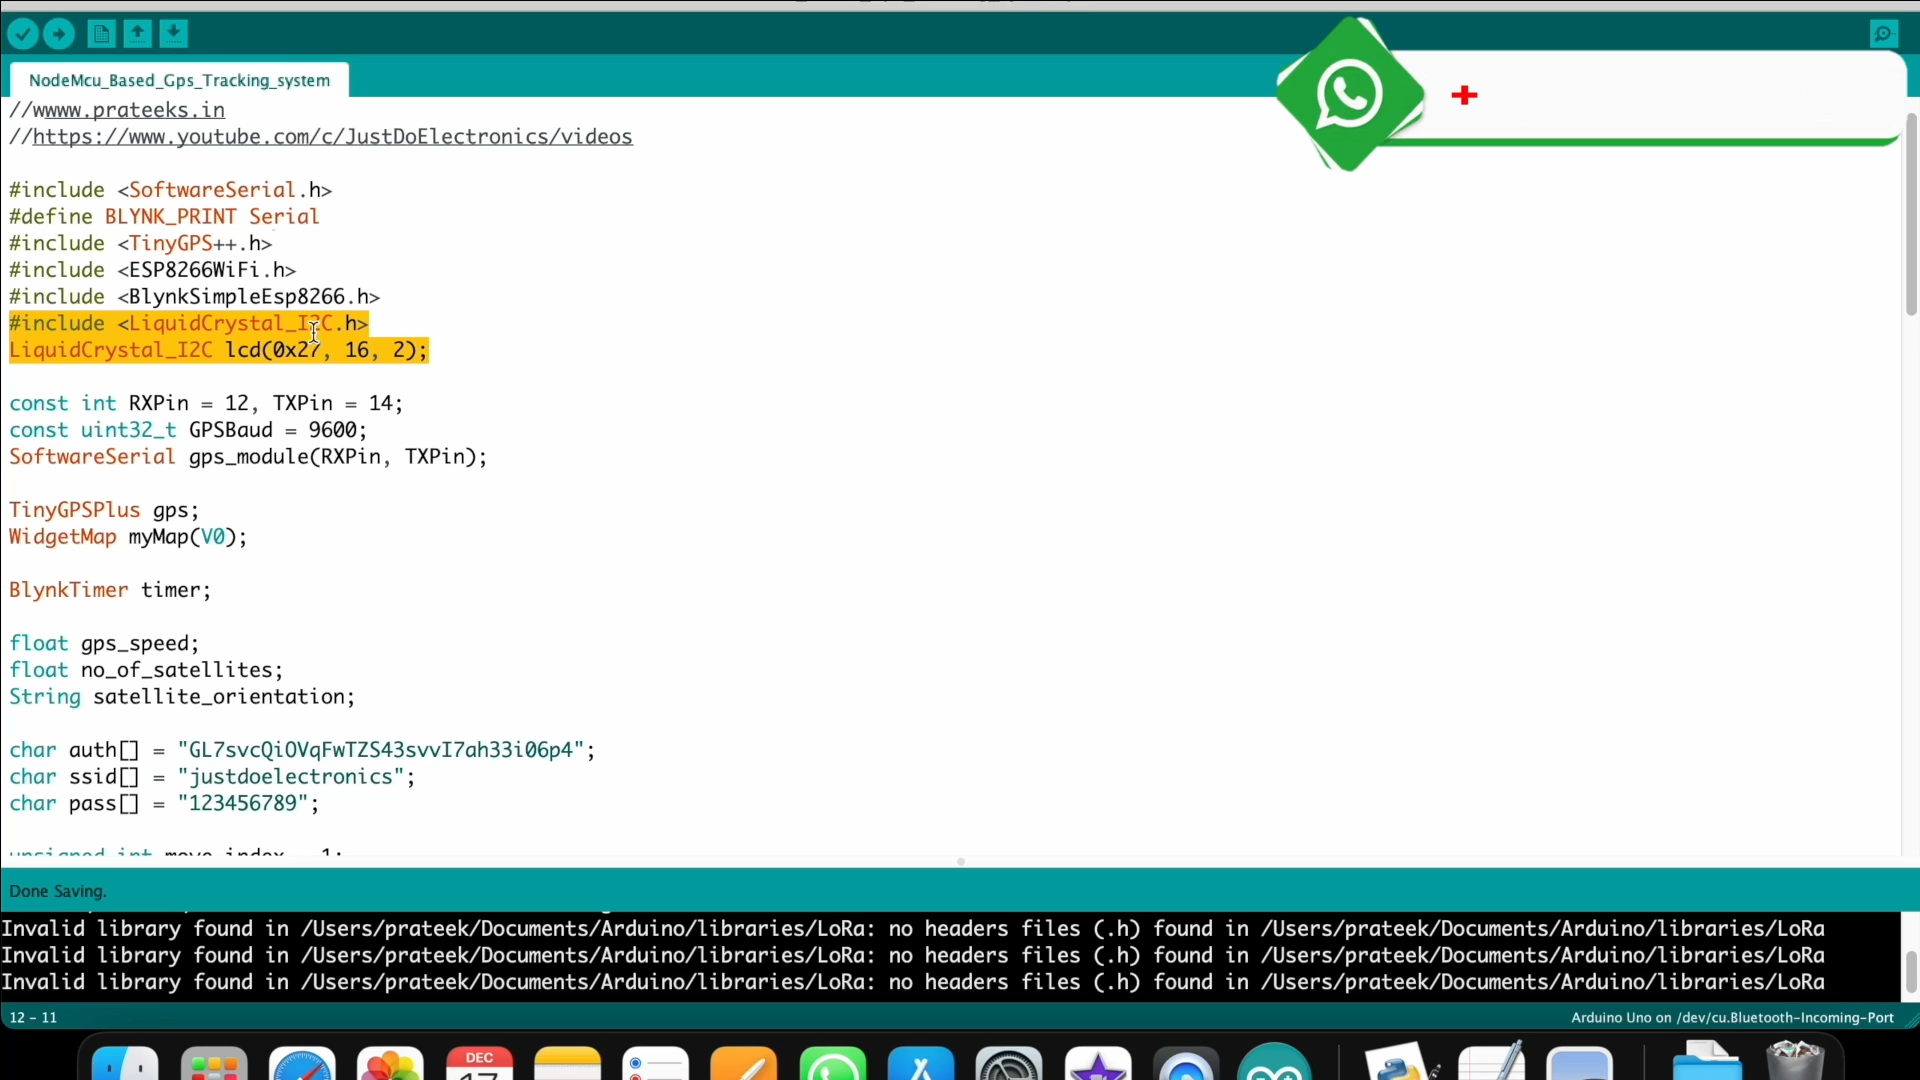 NodeMcu_Based_Gps_Tracking_system
//wwww.prateeks.in
//https://www.youtube.com/c/JustDoElectronics/videos
#include <SoftwareSerial.h>
#define BLYNK_PRINT Serial
#include <TinyGPS++.h>
#include <ESP8266WiFi.h>
#include <BlynkSimpleEsp8266.h>
#include <LiquidCrystal_I2C.h>
LiquidCrystal_I2C lcd(0x27, 16, 2);
const int RXPin = 12, TXPin = 14;
const uint32_t GPSBaud = 9600;
SoftwareSerial gps_module(RXPin, TXPin);
TinyGPSPlus gps;
WidgetMap myMap(V0);
BlynkTimer timer;
float gps_speed;
float no_of_satellites;
String satellite_orientation;
char auth[] = "GL7svcQiOVqFwTZS43svvI7ah33i06p4";
char ssid[] = "justdoelectronics";
char pass[] = "123456789";
unsigned int move_index = 1;
Done Saving.
Invalid library found in /Users/prateek/Documents/Arduino/libraries/LoRa: no headers files (.h) found in /Users/prateek/Documents/Arduino/libraries/LoRa
Invalid library found in /Users/prateek/Documents/Arduino/libraries/LoRa: no headers files (.h) found in /Users/prateek/Documents/Arduino/libraries/LoRa
Invalid library found in /Users/prateek/Documents/Arduino/libraries/LoRa: no headers files (.h) found in /Users/prateek/Documents/Arduino/libraries/LoRa
12 - 11
Arduino Uno on /dev/cu.Bluetooth-Incoming-Port
DEC
17